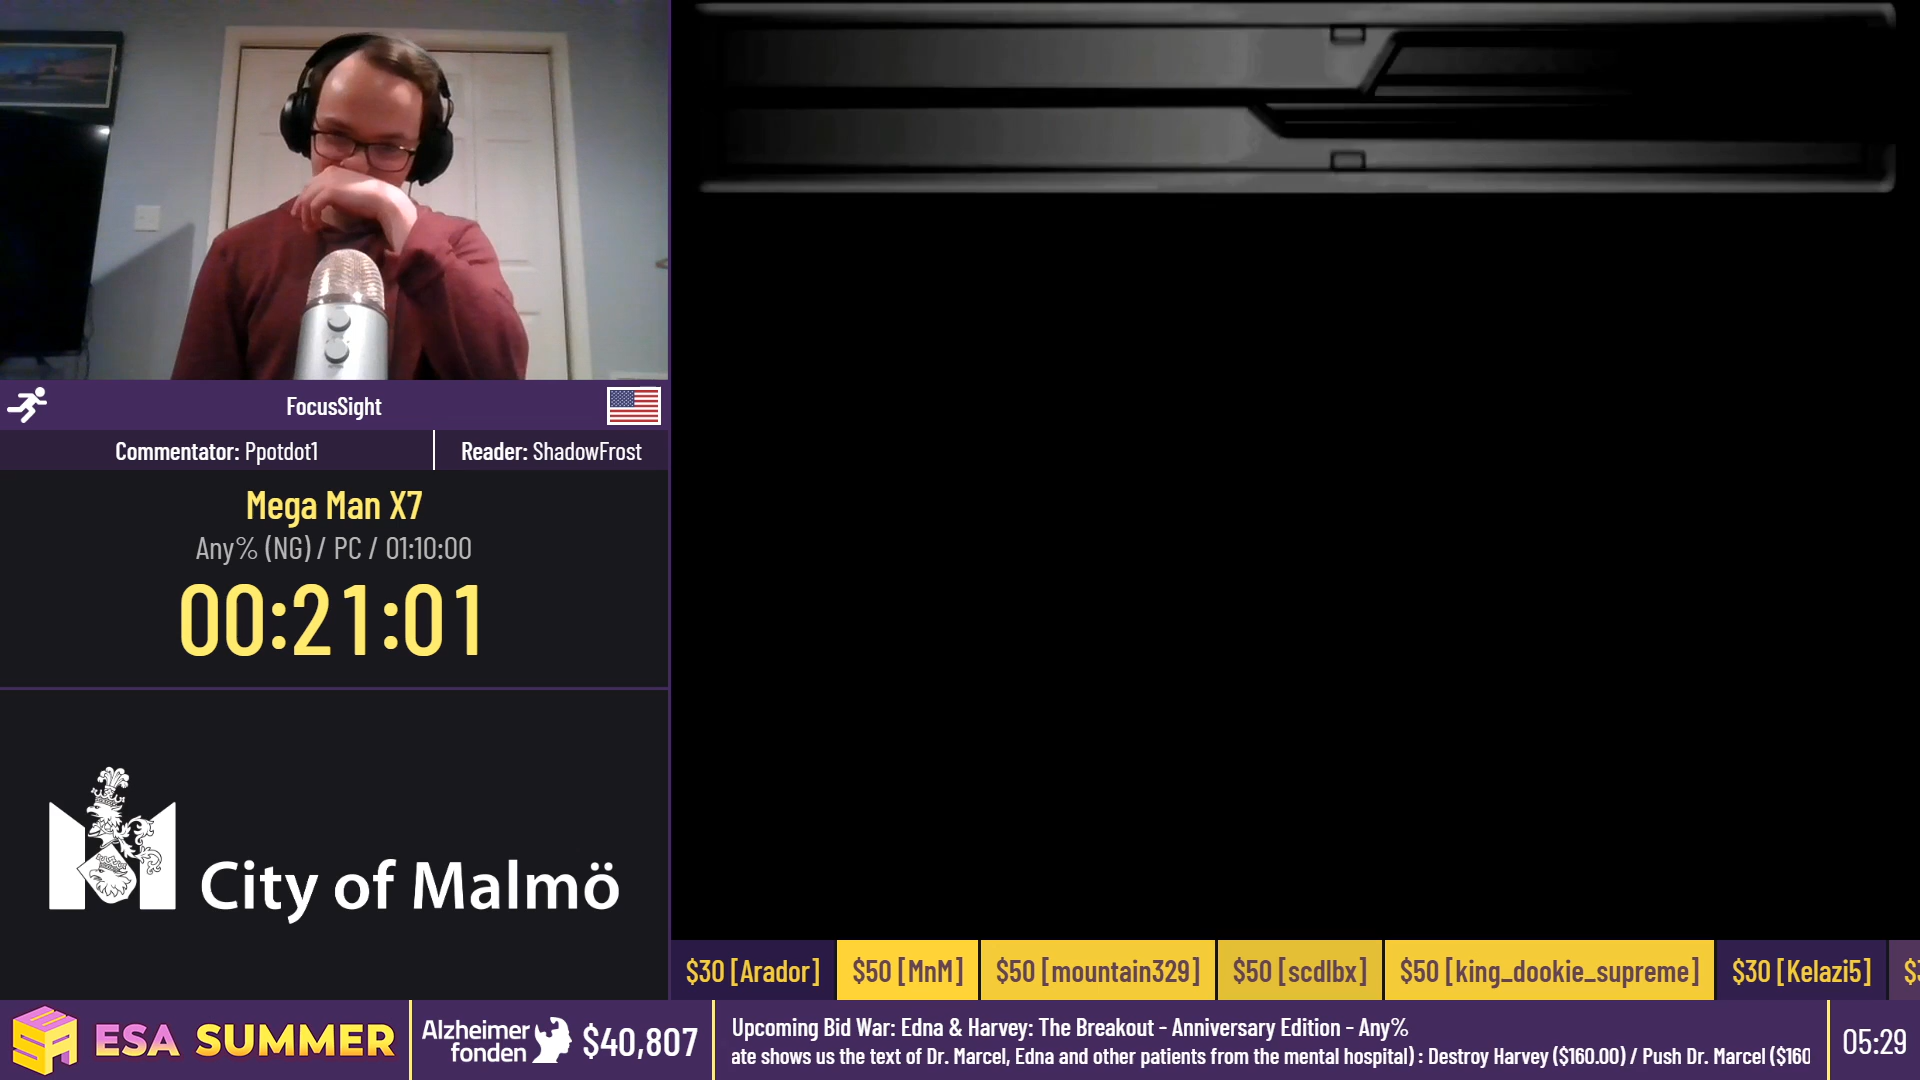 FocusSight
Commentator: Ppotdot1
Reader: ShadowFrost
Mega Man X7
Any% (NG) / PC / 01:10:00
00:21:01
City of Malmö
$30 [Arador]
$50 [MnM]
$50 [mountain329]
$50 [scdlbx]
$50 [king_dookie_supreme]
$30 [Kelazi5]
ESA SUMMER
Alzheimer
fonden
$40,807
Upcoming Bid War: Edna & Harvey: The Breakout - Anniversary Edition - Any%
ate shows us the text of Dr. Marcel, Edna and other patients from the mental hospital) : Destroy Harvey ($160.00) / Push Dr. Marcel ($160
05:29